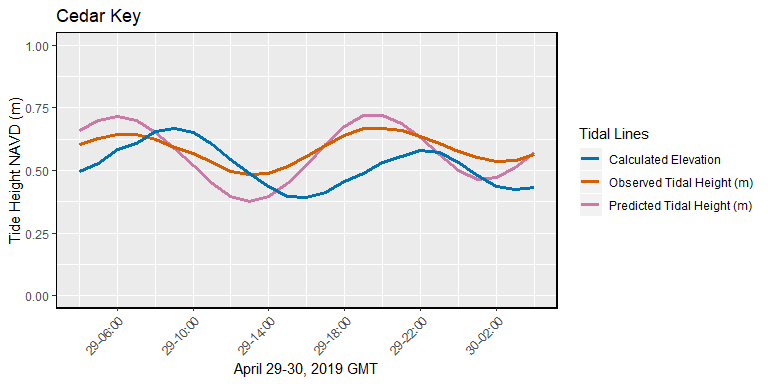 Cedar Key
Tide Height NAVD (m)
1.00
0.75
0.50
0.25
0.00
29-06:00
29-10:00
29-14:00
29-18:00
29-22:00
30-02:00
April 29-30, 2019 GMT
Tidal Lines
Calculated Elevation
Observed Tidal Height (m)
Predicted Tidal Height (m)